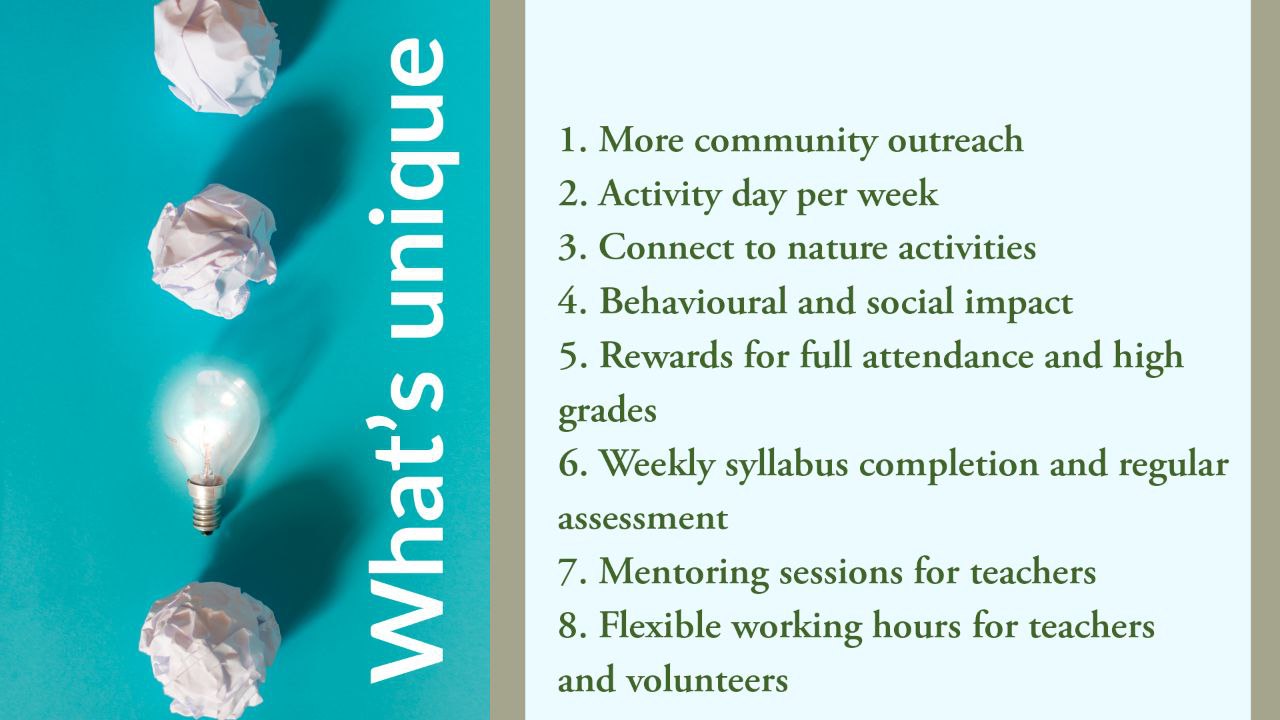 What's unique
1. More community outreach
2. Activity day per week
3. Connect to nature activities
4. Behavioural and social impact
5. Rewards for full attendance and high
grades
6. Weekly syllabus completion and regular
assessment
7. Mentoring sessions for teachers
8. Flexible working hours for teachers
and volunteers